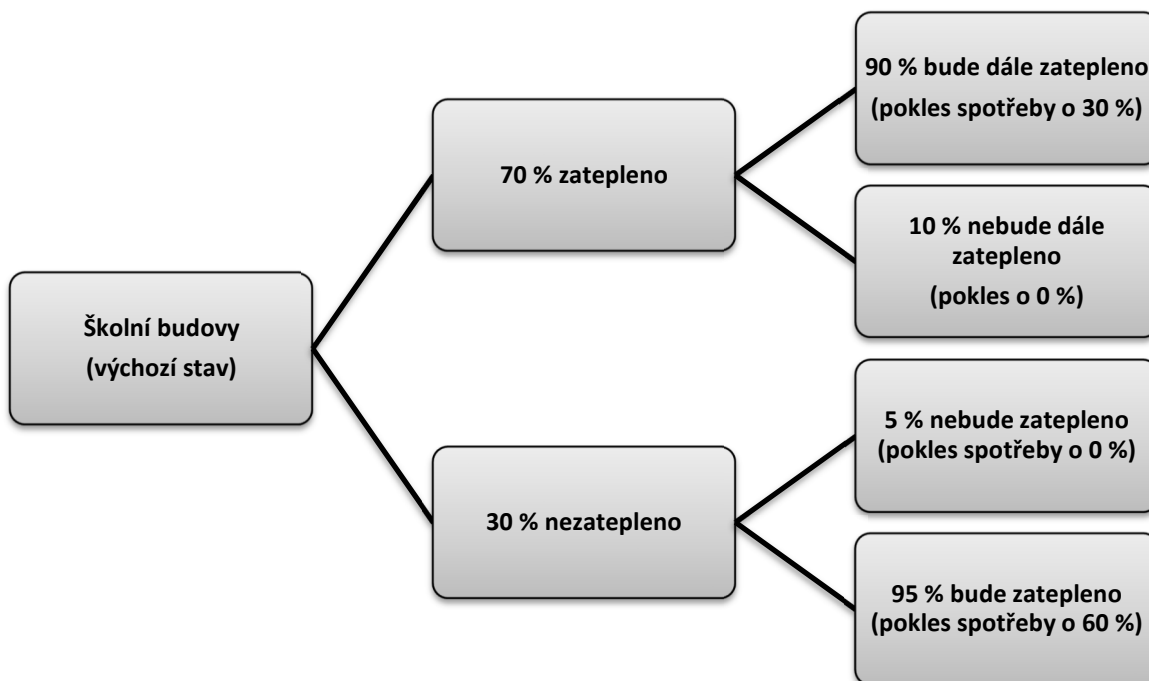 90 % bude dále zatepleno
(pokles spotřeby o 30 %)
70 % zatepleno
10 % nebude dále
zatepleno
(pokles o 0 %)
Školní budovy
(výchozí stav)
5 % nebude zatepleno
(pokles spotřeby o 0 %)
30 % nezatepleno
95 % bude zatepleno
(pokles spotřeby o 60 %)